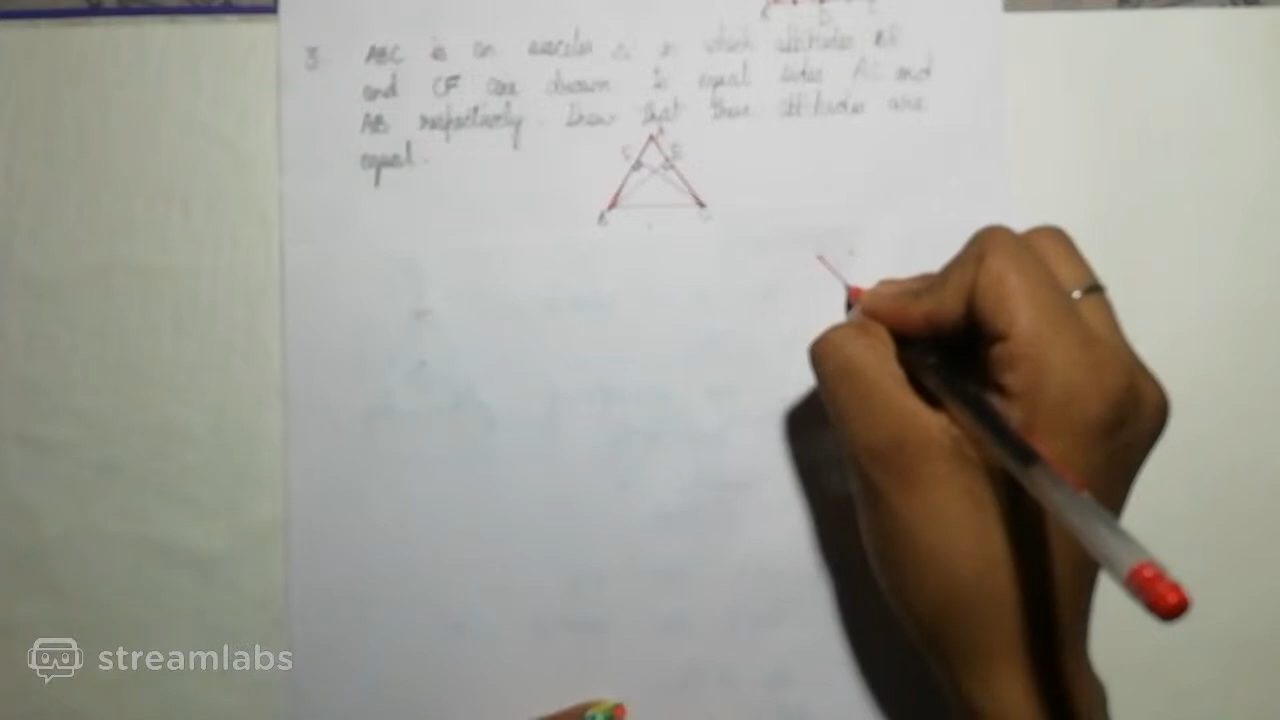 3. ABC is an isosceles Δ in which altitudes BE
and CF are drawn to equal sides AC and
AB respectively. Show that these altitudes are
equal.
A
E
B
C
streamlabs